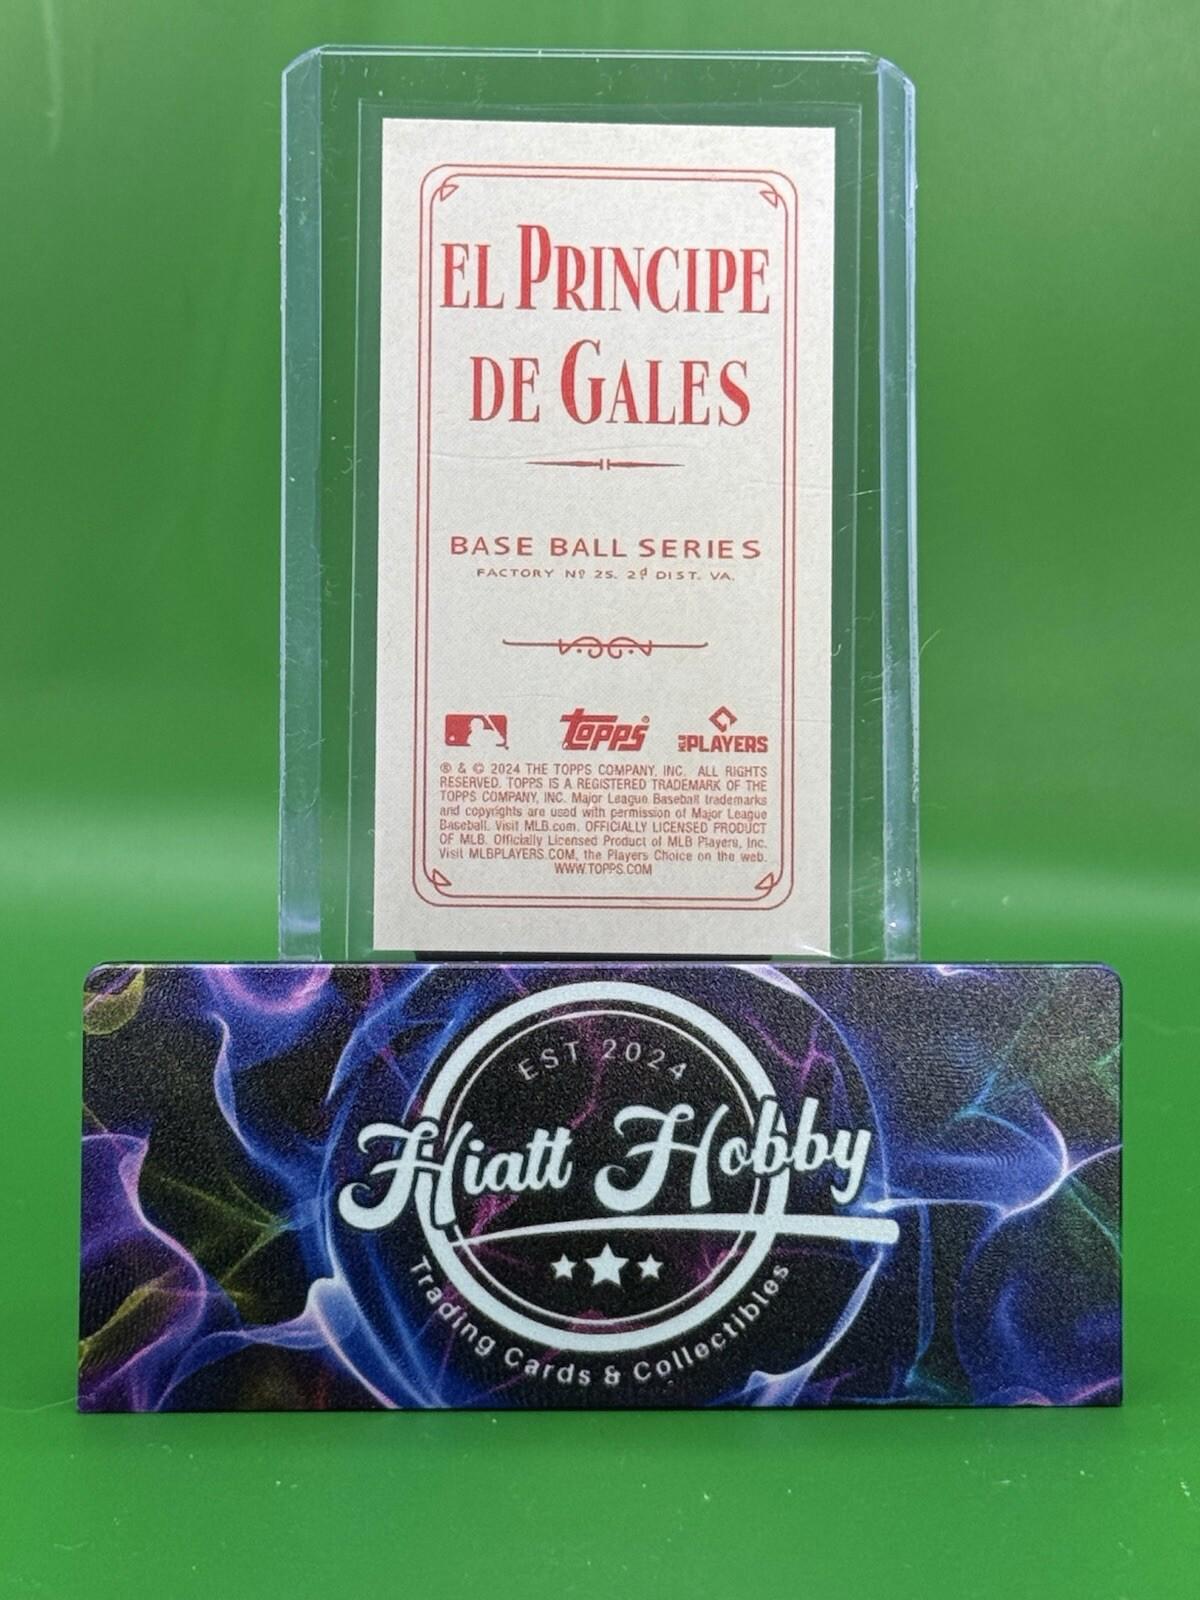 EL PRINCIPE
DE GALES
BASE BALL SERIES
FACTORY Nº 25. 2ᵈ DIST. VA.
topps®
MLB PLAYERS
® & © 2024 THE TOPPS COMPANY, INC. ALL RIGHTS
RESERVED. TOPPS IS A REGISTERED TRADEMARK OF THE
TOPPS COMPANY, INC. Major League Baseball trademarks
and copyrights are used with permission of Major League
Baseball. Visit MLB.com. OFFICIALLY LICENSED PRODUCT
OF MLB. Officially Licensed Product of MLB Players, Inc.
Visit MLBPLAYERS.COM, the Players Choice on the web.
WWW.TOPPS.COM
EST 2024
Hiatt Hobby
Trading Cards & Collectibles